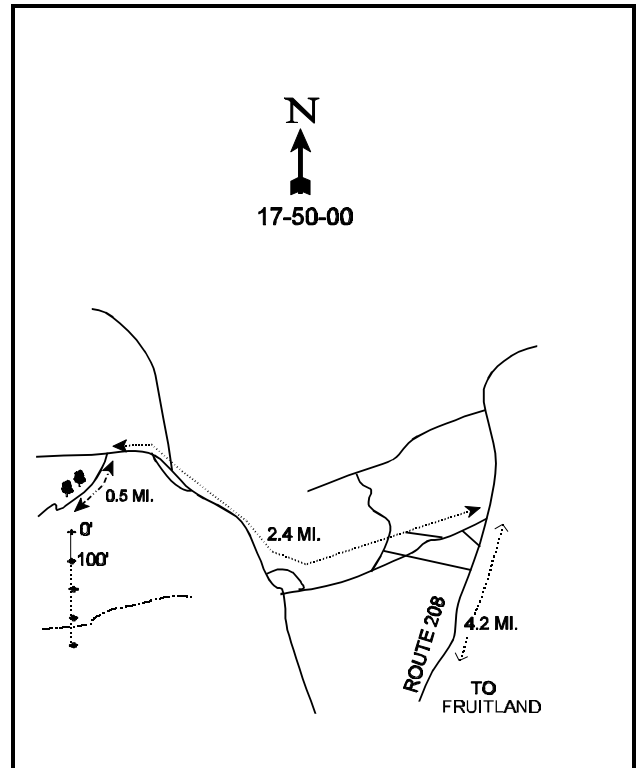 N
17-50-00
0.5 MI.
0'
2.4 MI.
100'
ROUTE 208
4.2 MI.
TO
FRUITLAND